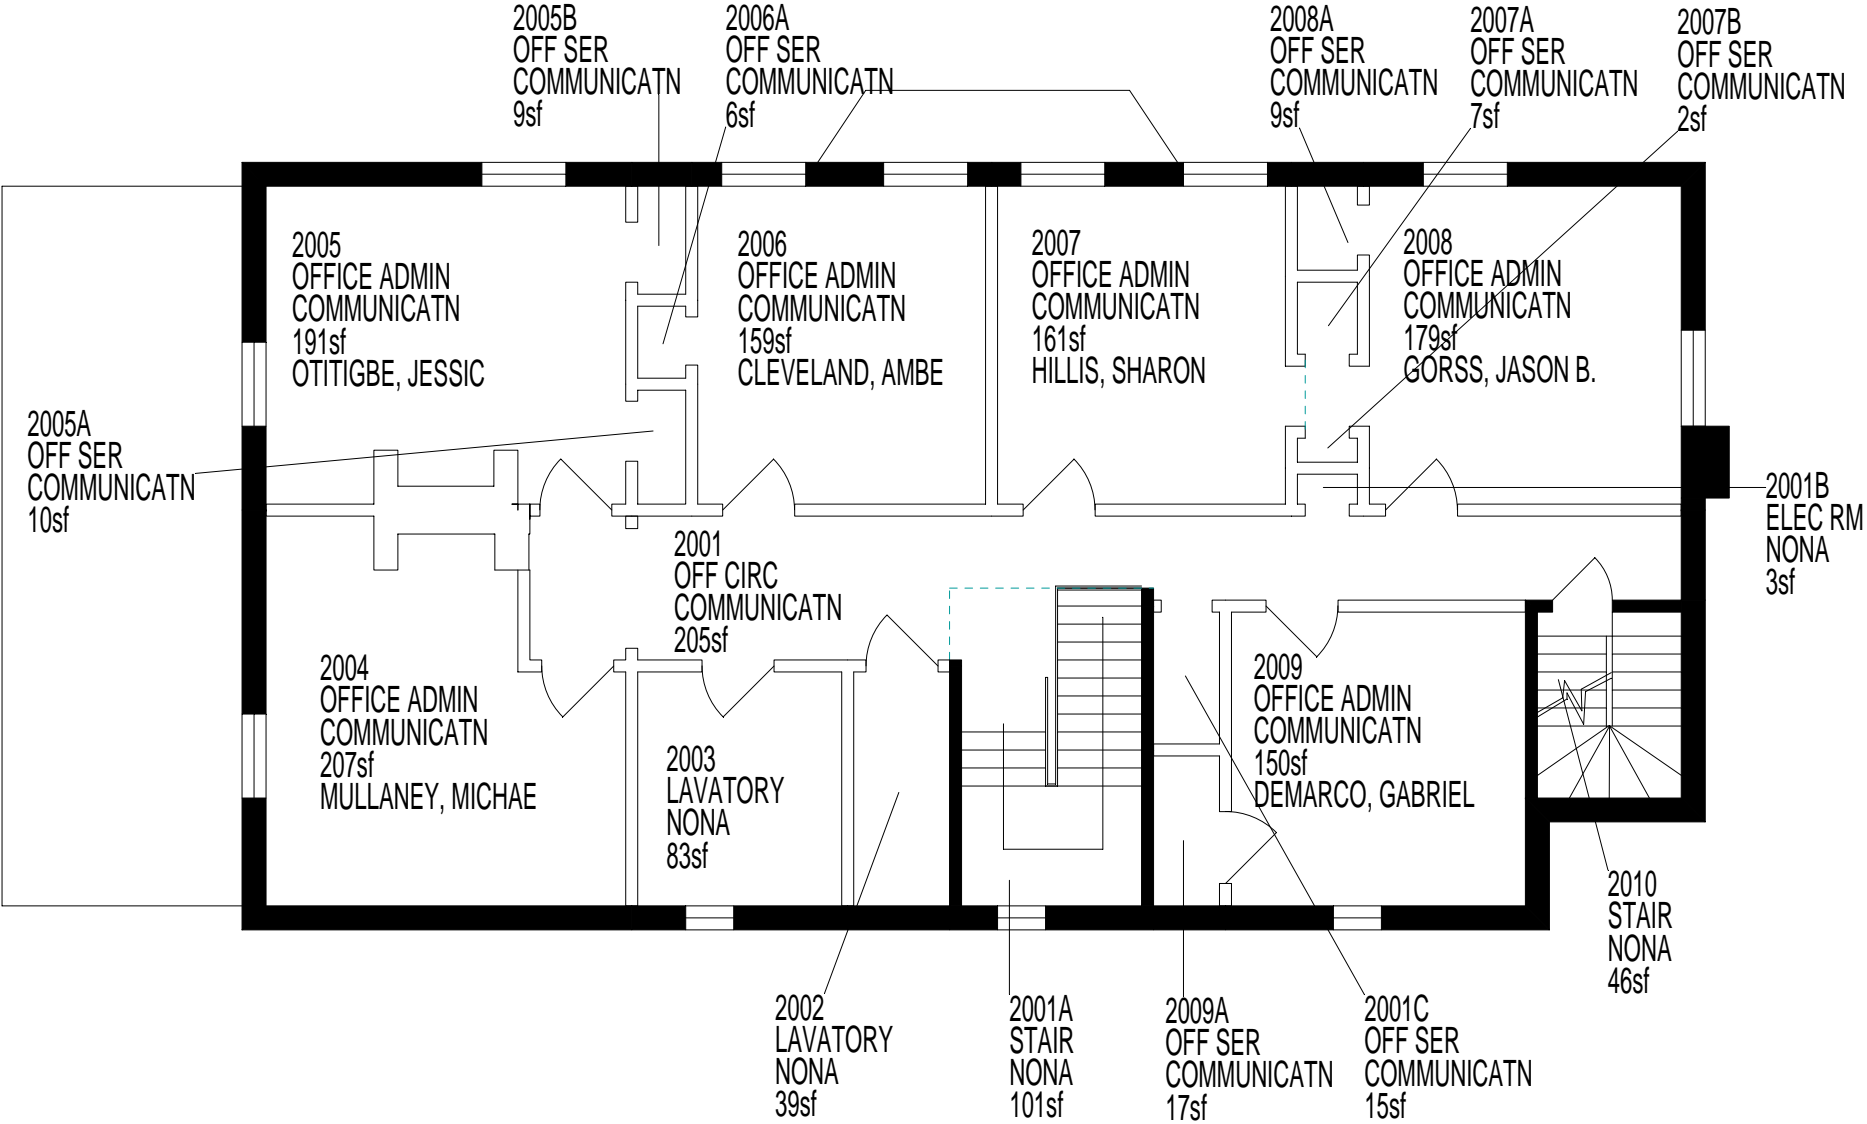 2005B
OFF SER
COMMUNICATN
9sf
2006A
OFF SER
COMMUNICATN
6sf
2008A
OFF SER
COMMUNICATN
9sf
2007A
OFF SER
COMMUNICATN
7sf
2007B
OFF SER
COMMUNICATN
2sf
2005
OFFICE ADMIN
COMMUNICATN
191sf
OTITIGBE, JESSIC
2006
OFFICE ADMIN
COMMUNICATN
159sf
CLEVELAND, AMBE
2007
OFFICE ADMIN
COMMUNICATN
161sf
HILLIS, SHARON
2008
OFFICE ADMIN
COMMUNICATN
179sf
GORSS, JASON B.
2005A
OFF SER
COMMUNICATN
10sf
2001B
ELEC RM
NONA
3sf
2001
OFF CIRC
COMMUNICATN
205sf
2004
OFFICE ADMIN
COMMUNICATN
207sf
MULLANEY, MICHAE
2003
LAVATORY
NONA
83sf
2009
OFFICE ADMIN
COMMUNICATN
150sf
DEMARCO, GABRIEL
2010
STAIR
NONA
46sf
2002
LAVATORY
NONA
39sf
2001A
STAIR
NONA
101sf
2009A
OFF SER
COMMUNICATN
17sf
2001C
OFF SER
COMMUNICATN
15sf